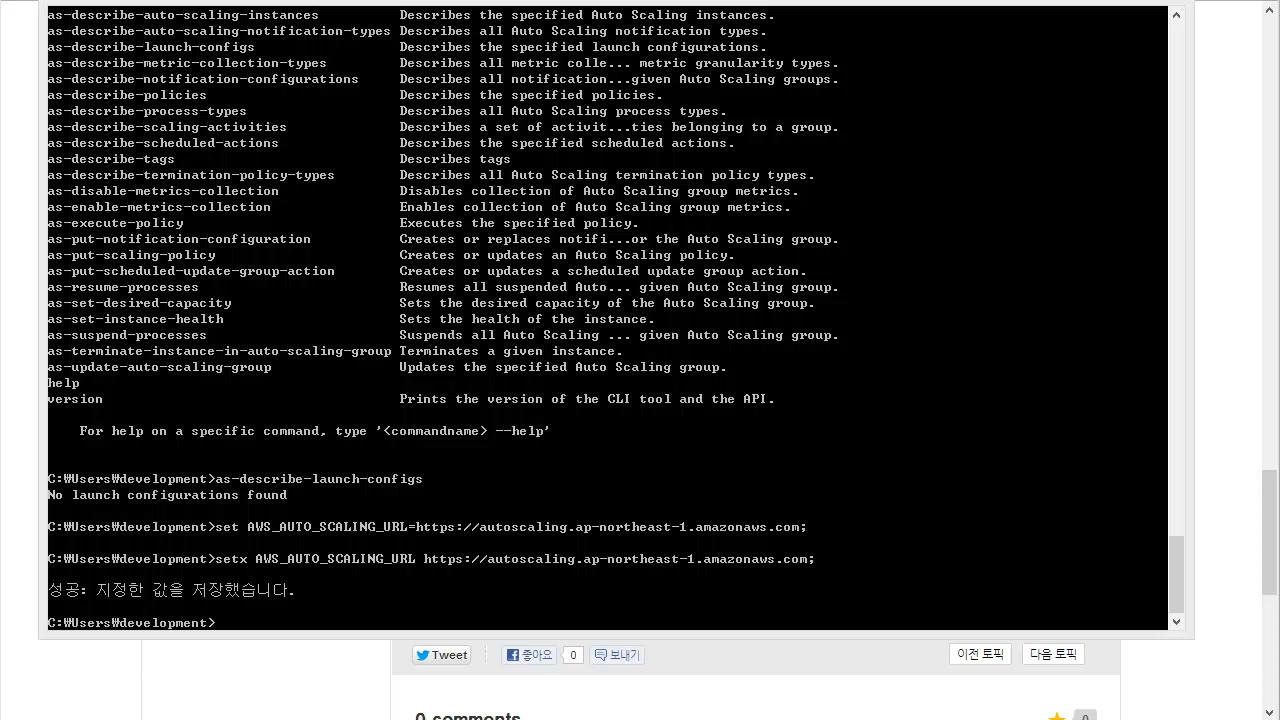 as-describe-auto-scaling-instances Describes the specified Auto Scaling instances.
as-describe-auto-scaling-notification-types Describes all Auto Scaling notification types.
as-describe-launch-configs Describes the specified launch configurations.
as-describe-metric-collection-types Describes all metric colle... metric granularity types.
as-describe-notification-configurations Describes all notification...given Auto Scaling groups.
as-describe-policies Describes the specified policies.
as-describe-process-types Describes all Auto Scaling process types.
as-describe-scaling-activities Describes a set of activit...ties belonging to a group.
as-describe-scheduled-actions Describes the specified scheduled actions.
as-describe-tags Describes tags
as-describe-termination-policy-types Describes all Auto Scaling termination policy types.
as-disable-metrics-collection Disables collection of Auto Scaling group metrics.
as-enable-metrics-collection Enables collection of Auto Scaling group metrics.
as-execute-policy Executes the specified policy.
as-put-notification-configuration Creates or replaces notifi...or the Auto Scaling group.
as-put-scaling-policy Creates or updates an Auto Scaling policy.
as-put-scheduled-update-group-action Creates or updates a scheduled update group action.
as-resume-processes Resumes all suspended Auto... given Auto Scaling group.
as-set-desired-capacity Sets the desired capacity of the Auto Scaling group.
as-set-instance-health Sets the health of the instance.
as-suspend-processes Suspends all Auto Scaling ... given Auto Scaling group.
as-terminate-instance-in-auto-scaling-group Terminates a given instance.
as-update-auto-scaling-group Updates the specified Auto Scaling group.
help
version Prints the version of the CLI tool and the API.
For help on a specific command, type '<commandname> --help'
C:₩Users₩development>as-describe-launch-configs
No launch configurations found
C:₩Users₩development>set AWS_AUTO_SCALING_URL=https://autoscaling.ap-northeast-1.amazonaws.com;
C:₩Users₩development>setx AWS_AUTO_SCALING_URL https://autoscaling.ap-northeast-1.amazonaws.com;
성공: 지정한 값을 저장했습니다.
C:₩Users₩development>
Tweet 좋아요 0 보내기 이전 토픽 다음 토픽
0 comments 0